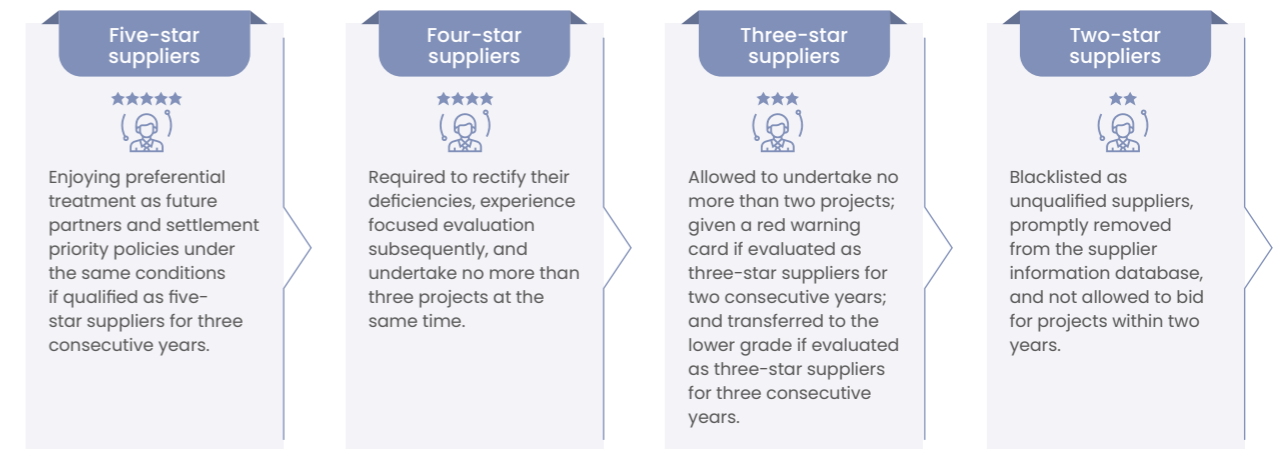 Five-star
suppliers
Enjoying preferential
treatment as future
partners and settlement
priority policies under
the same conditions
if qualified as five-
star suppliers for three
consecutive years.
Four-star
suppliers
Required to rectify their
deficiencies, experience
focused evaluation
subsequently, and
undertake no more than
three projects at the
same time.
Three-star
suppliers
Allowed to undertake no
more than two projects;
given a red warning
card if evaluated as
three-star suppliers for
two consecutive years;
and transferred to the
lower grade if evaluated
as three-star suppliers
for three consecutive
years.
Two-star
suppliers
Blacklisted as
unqualified suppliers,
promptly removed
from the supplier
information database,
and not allowed to bid
for projects within two
years.